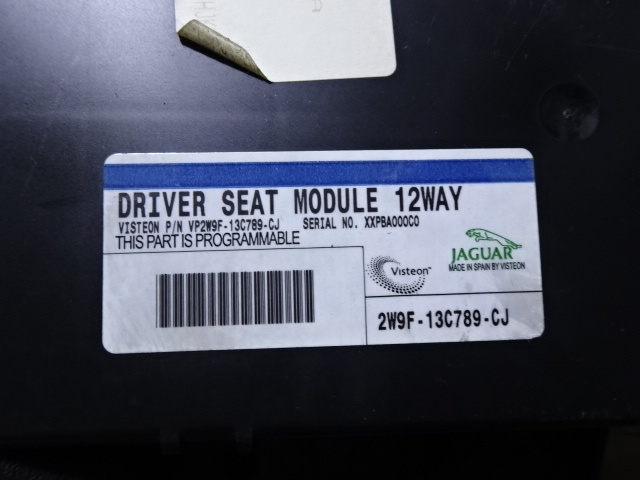 DRIVER SEAT MODULE 12WAY
VISTEON P/N VP2W9F-13C789-CJ SERIAL NO. XXPBA000C0
THIS PART IS PROGRAMMABLE
Visteon
JAGUAR
MADE IN SPAIN BY VISTEON
2W9F-13C789-CJ